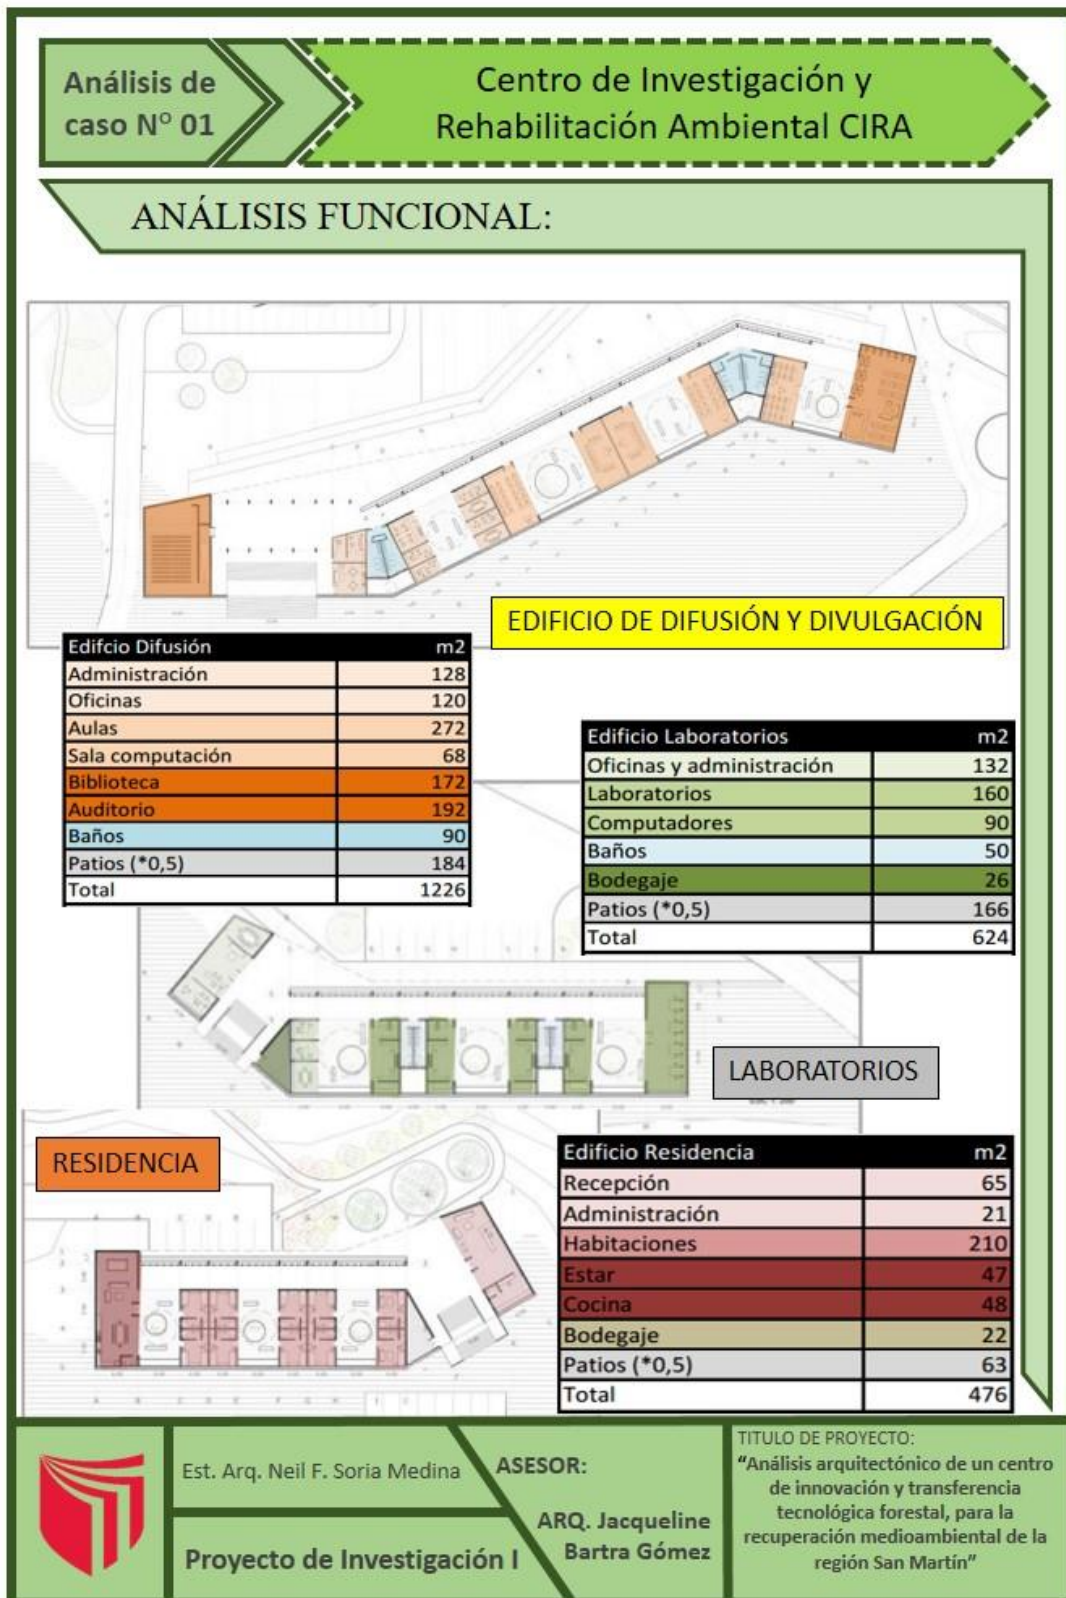 Análisis de
caso N° 01
Centro de Investigación y
Rehabilitación Ambiental CIRA
ANÁLISIS FUNCIONAL:
EDIFICIO DE DIFUSIÓN Y DIVULGACIÓN
Edifcio Difusión m2
Administración 128
Oficinas 120
Aulas 272
Sala computación 68
Biblioteca 172
Auditorio 192
Baños 90
Patios (*0,5) 184
Total 1226
Edificio Laboratorios m2
Oficinas y administración 132
Laboratorios 160
Computadores 90
Baños 50
Bodegaje 26
Patios (*0,5) 166
Total 624
LABORATORIOS
RESIDENCIA
Edificio Residencia m2
Recepción 65
Administración 21
Habitaciones 210
Estar 47
Cocina 48
Bodegaje 22
Patios (*0,5) 63
Total 476
Est. Arq. Neil F. Soria Medina
Proyecto de Investigación I
ASESOR:
ARQ. Jacqueline
Bartra Gómez
TITULO DE PROYECTO:
"Análisis arquitectónico de un centro
de innovación y transferencia
tecnológica forestal, para la
recuperación medioambiental de la
región San Martín"